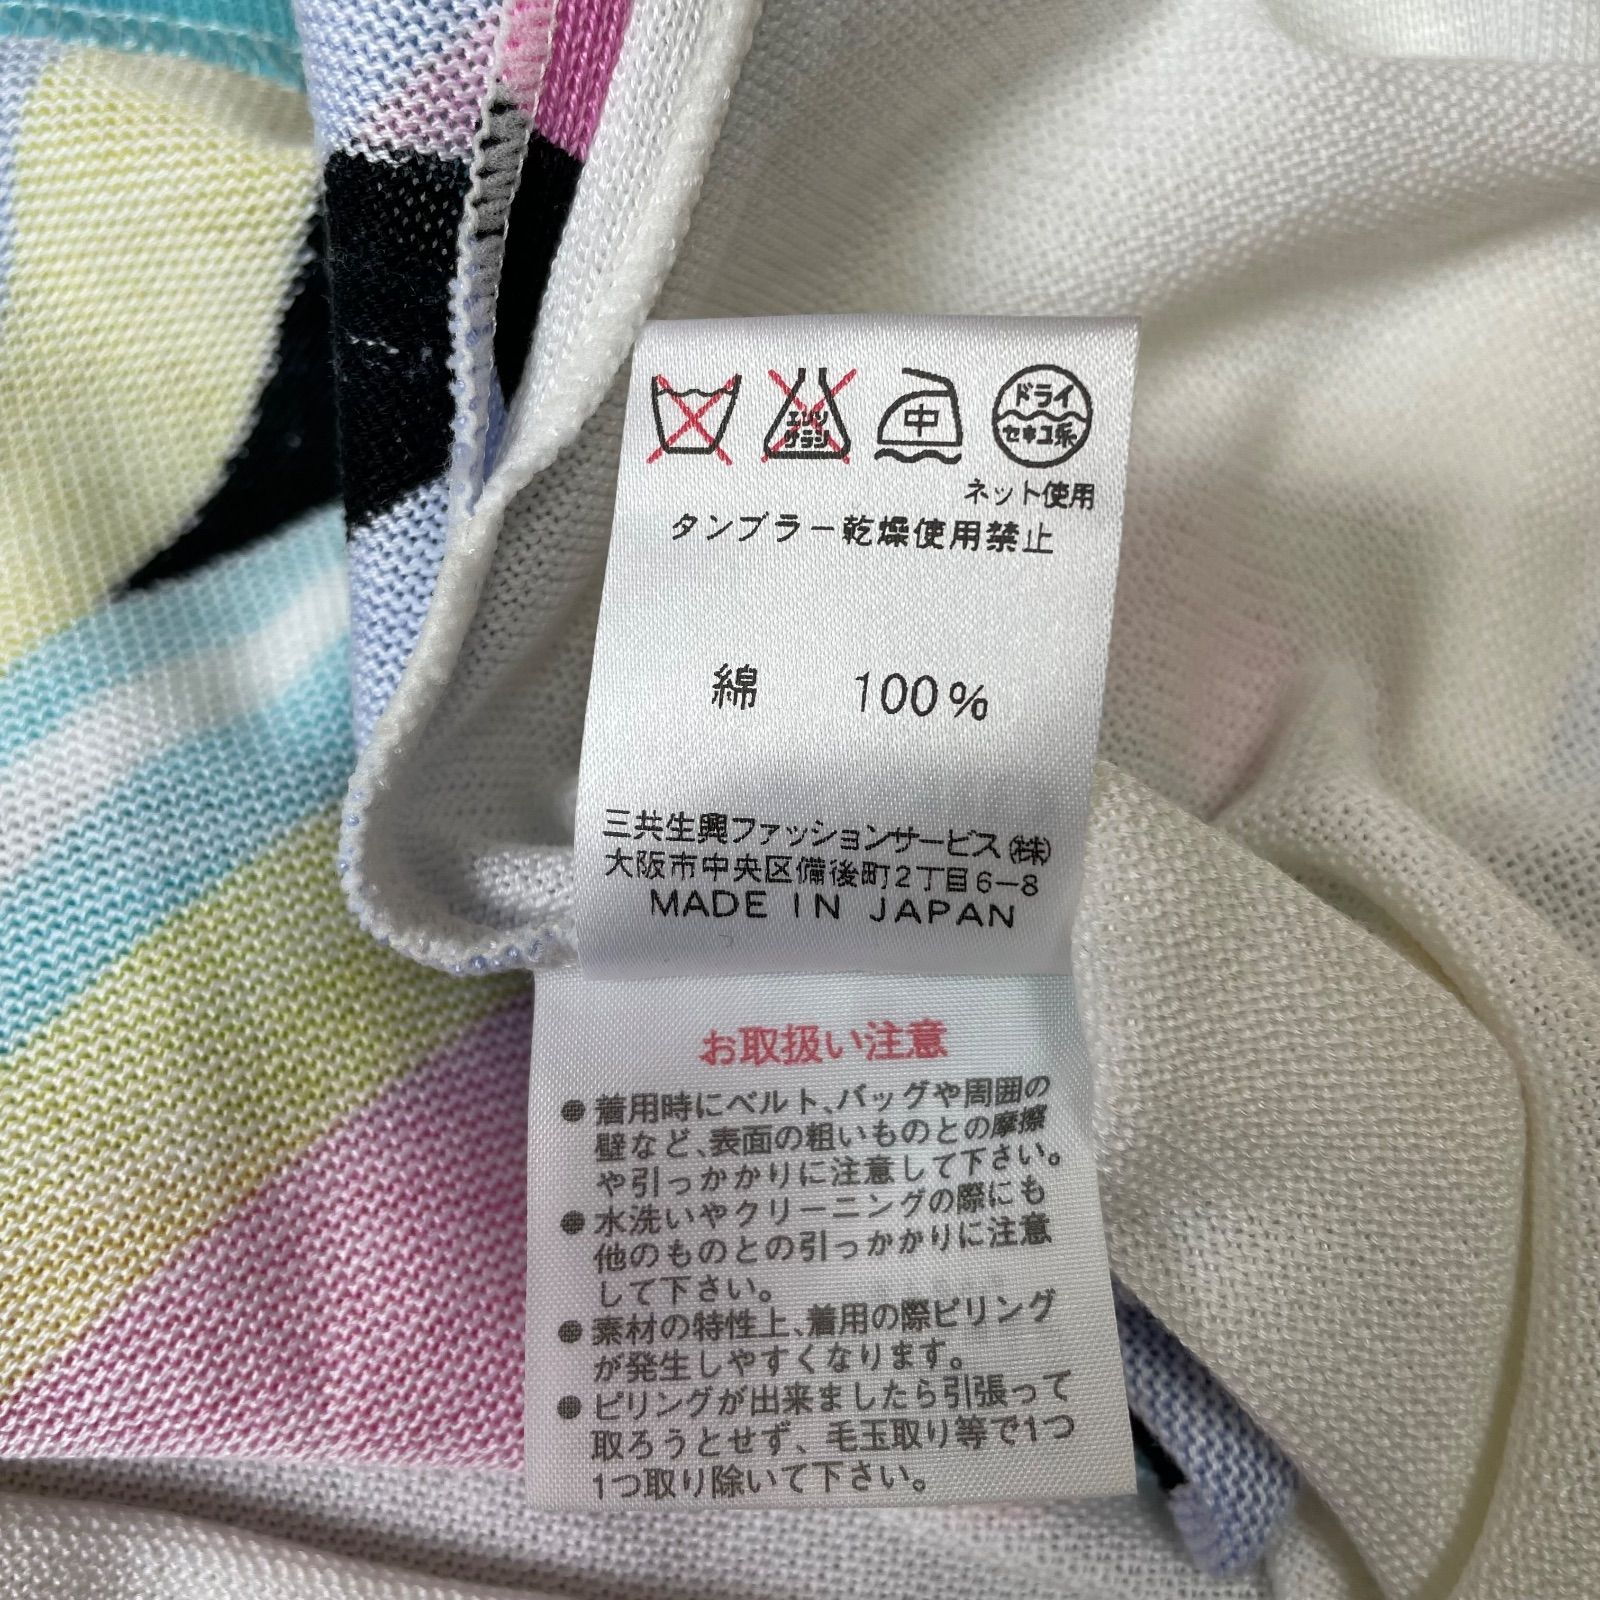 エンソ
サラシ
中
ドライ
セキユ系
ネット使用
タンブラー乾燥使用禁止
綿 100%
三共生興ファッションサービス㈱
大阪市中央区備後町2丁目6-8
MADE IN JAPAN
お取扱い注意
●着用時にベルト、バッグや周囲の
壁など、表面の粗いものとの摩擦
や引っかかりに注意して下さい。
●水洗いやクリーニングの際にも
他のものとの引っかかりに注意
して下さい。
●素材の特性上、着用の際ピリング
が発生しやすくなります。
●ピリングが出来ましたら引張って
取ろうとせず、毛玉取り等で1つ
1つ取り除いて下さい。